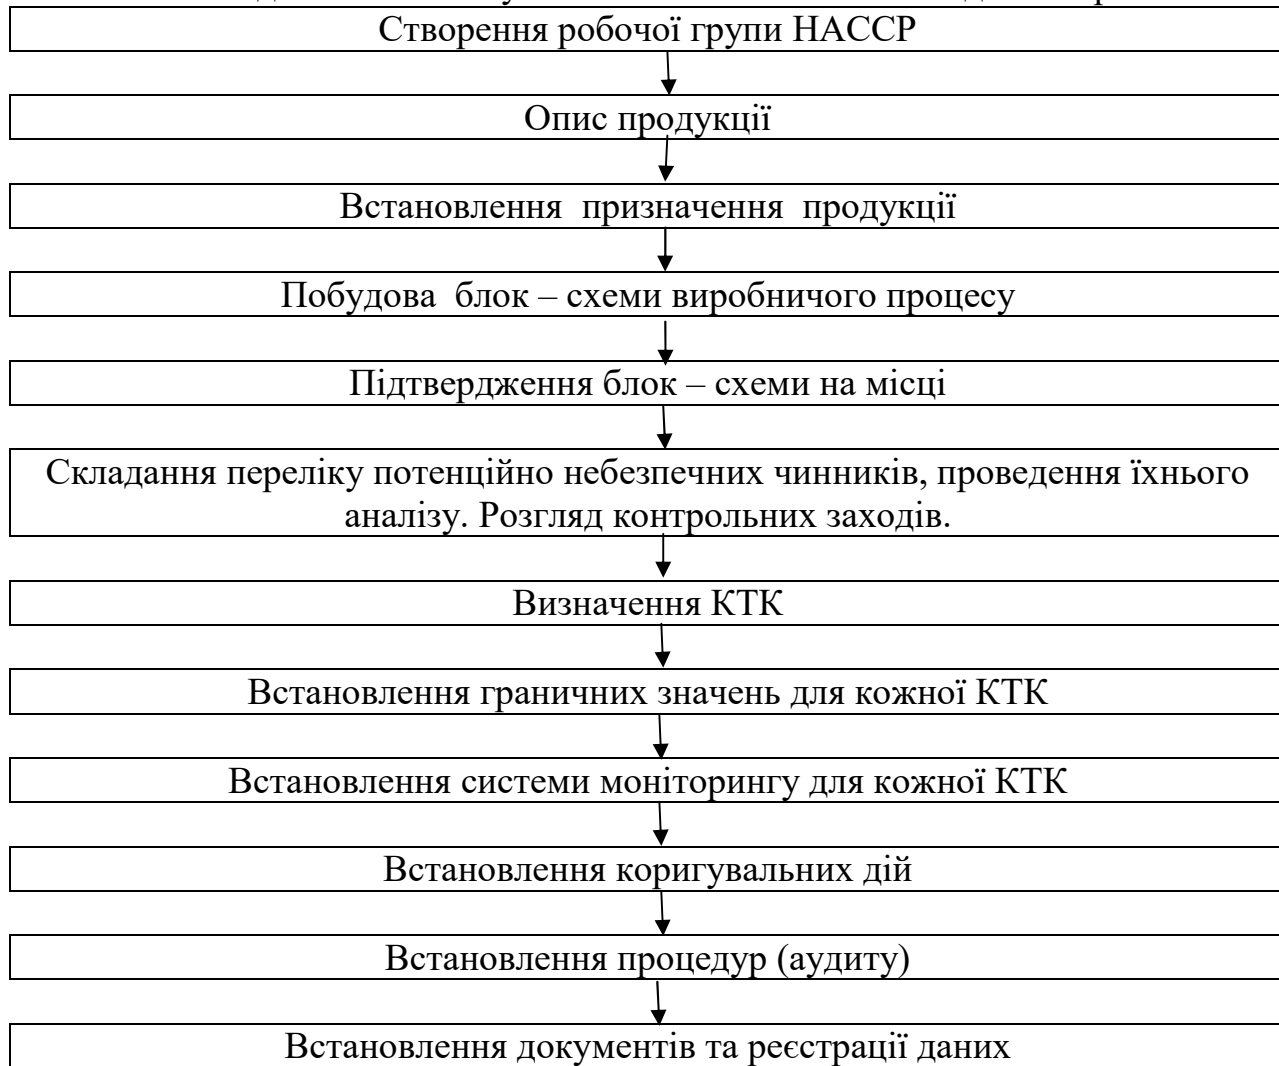 Створення робочої групи НАССР
Опис продукції
Встановлення призначення продукції
Побудова блок – схеми виробничого процесу
Підтвердження блок – схеми на місці
Складання переліку потенційно небезпечних чинників, проведення їхнього
аналізу. Розгляд контрольних заходів.
Визначення КТК
Встановлення граничних значень для кожної КТК
Встановлення системи моніторингу для кожної КТК
Встановлення коригувальних дій
Встановлення процедур (аудиту)
Встановлення документів та реєстрації даних